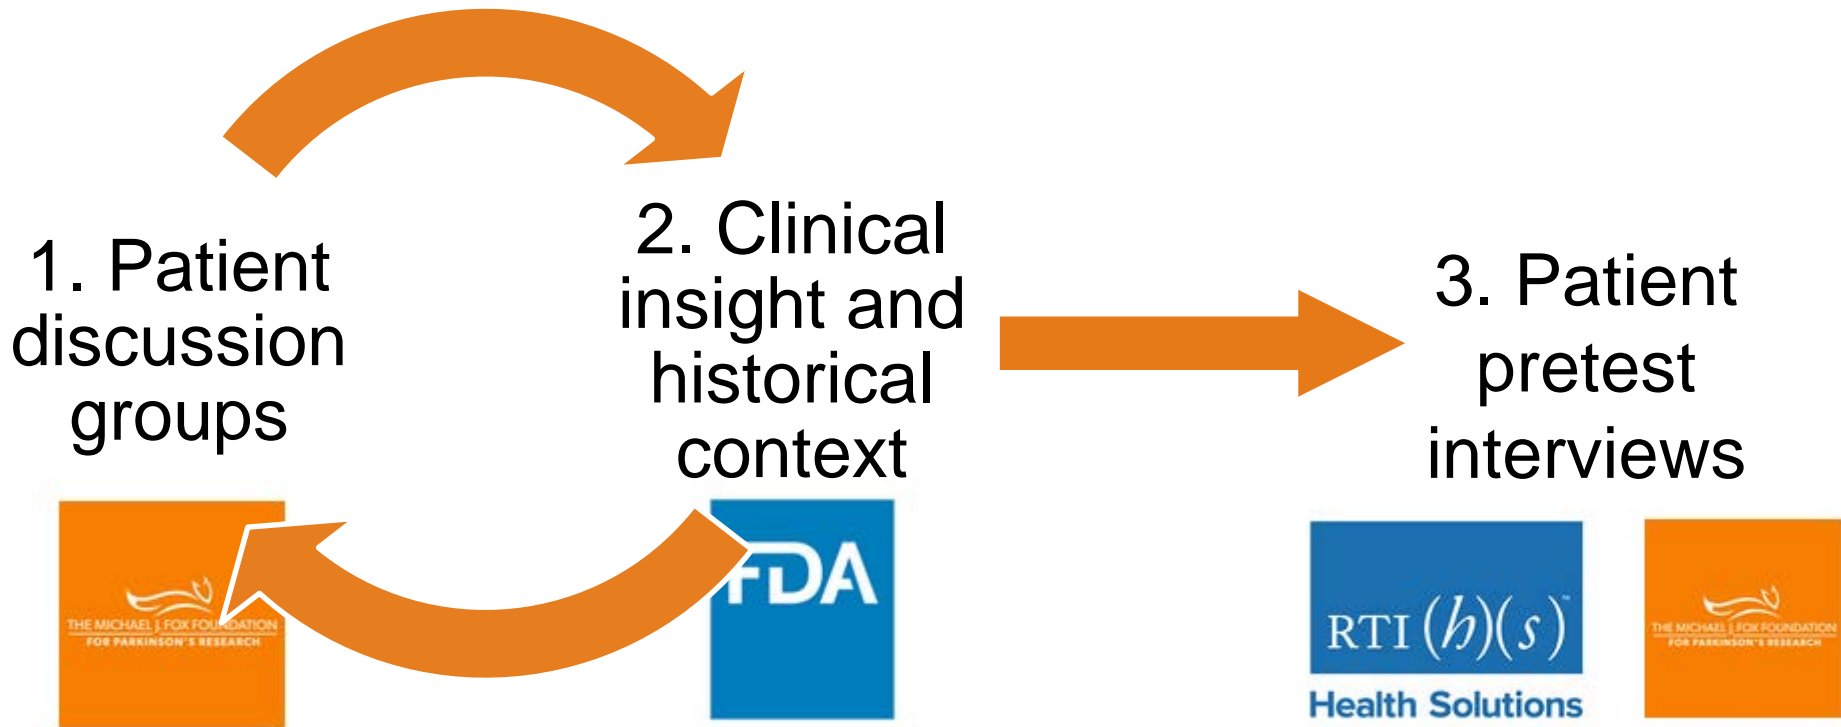 1. Patient
discussion
groups
2. Clinical
insight and
historical
context
3. Patient
pretest
interviews
THE MICHAEL J. FOX FOUNDATION
FOR PARKINSON'S RESEARCH
FDA
RTI (h)(s)™
Health Solutions
THE MICHAEL J. FOX FOUNDATION
FOR PARKINSON'S RESEARCH